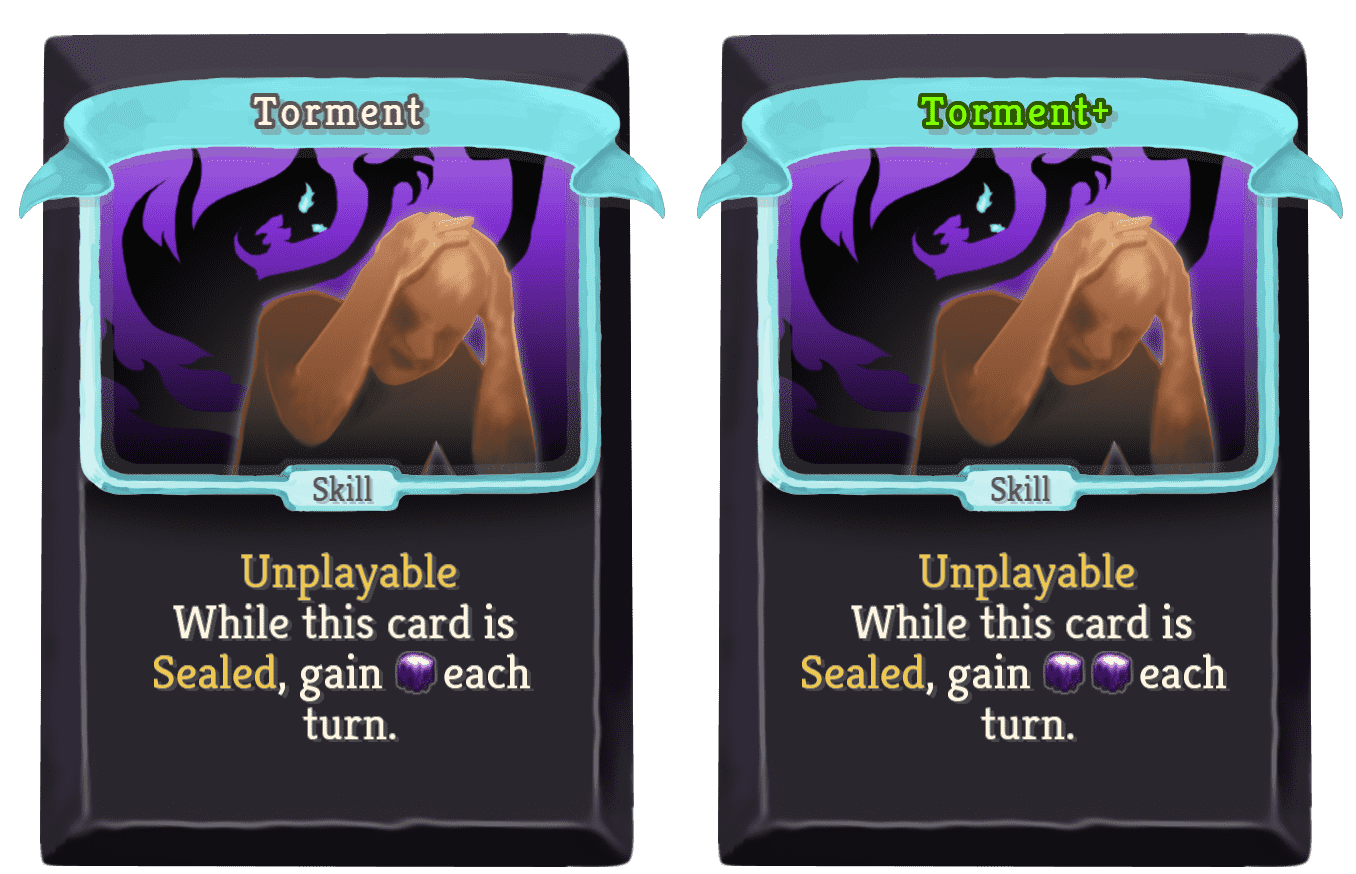 Torment
Skill
Unplayable
While this card is
Sealed, gain each
turn.
Torment+
Skill
Unplayable
While this card is
Sealed, gain each
turn.